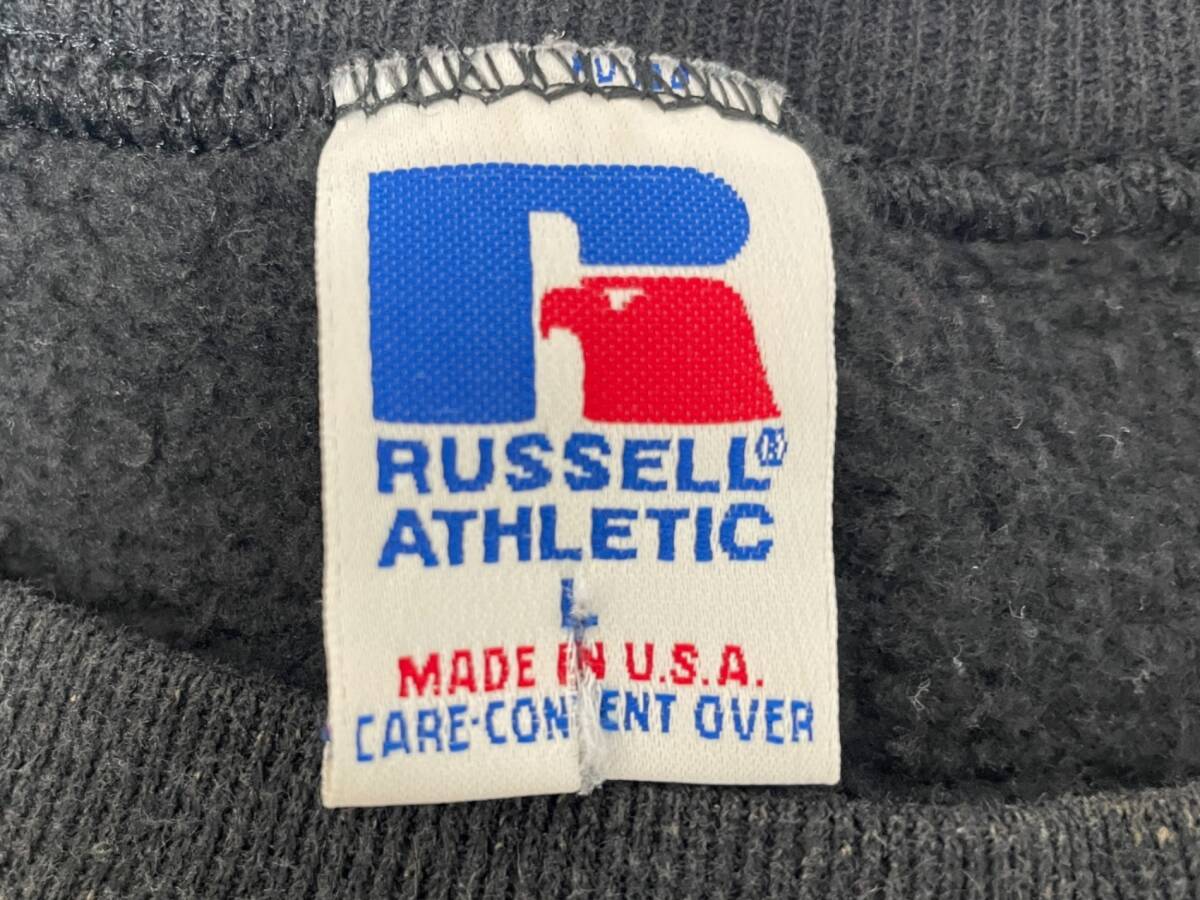 RUSSELL®
ATHLETIC
L
MADE IN U.S.A.
CARE-CONTENT OVER